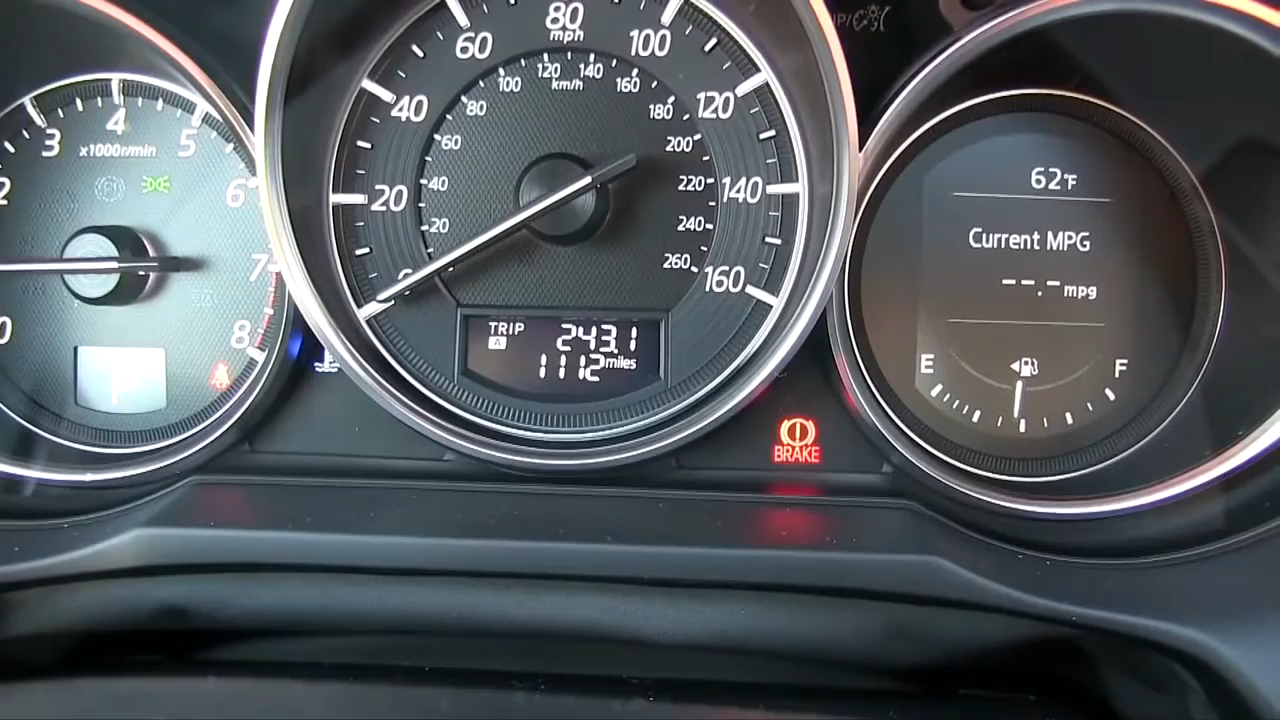 2
3
4
5
6
7
8
0
x1000r/min
20
40
60
80
mph
100
120
140
160
20
40
60
80
100
120
140
160
km/h
180
200
220
240
260
TRIP 243.1
A
1112 miles
BRAKE
62°F
Current MPG
--.- mpg
E F